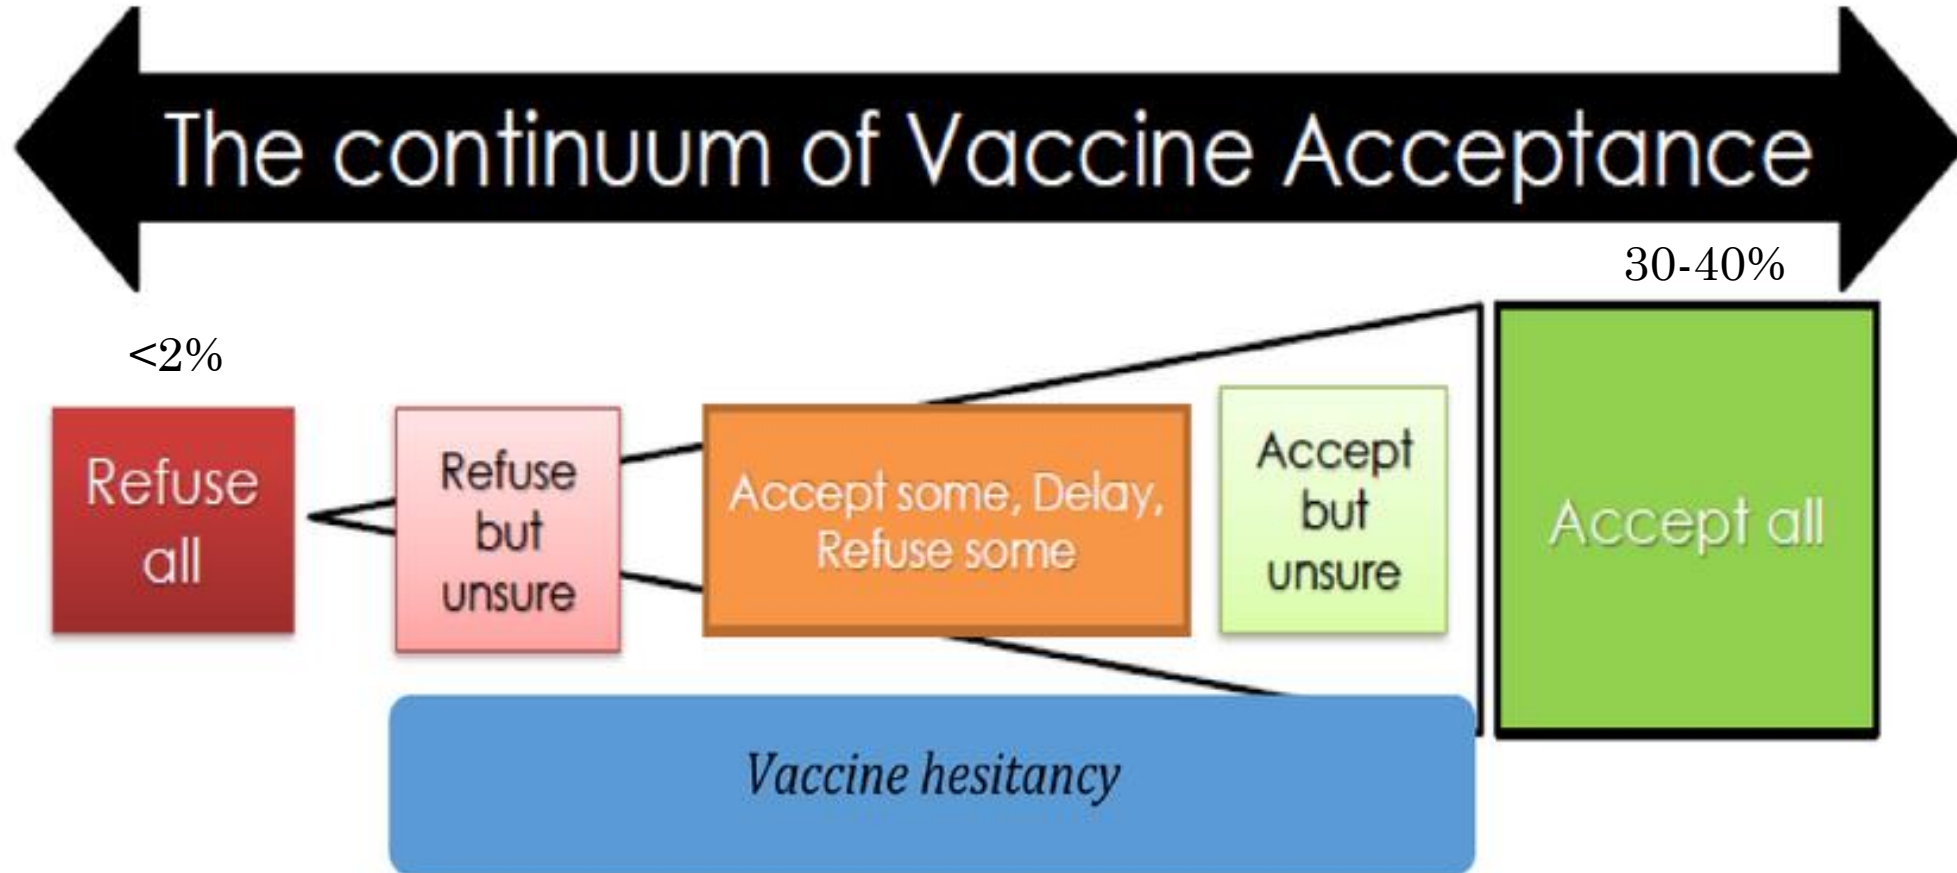 The continuum of Vaccine Acceptance
30-40%
<2%
Refuse
all
Refuse
but
unsure
Accept some, Delay,
Refuse some
Accept
but
unsure
Accept all
Vaccine hesitancy